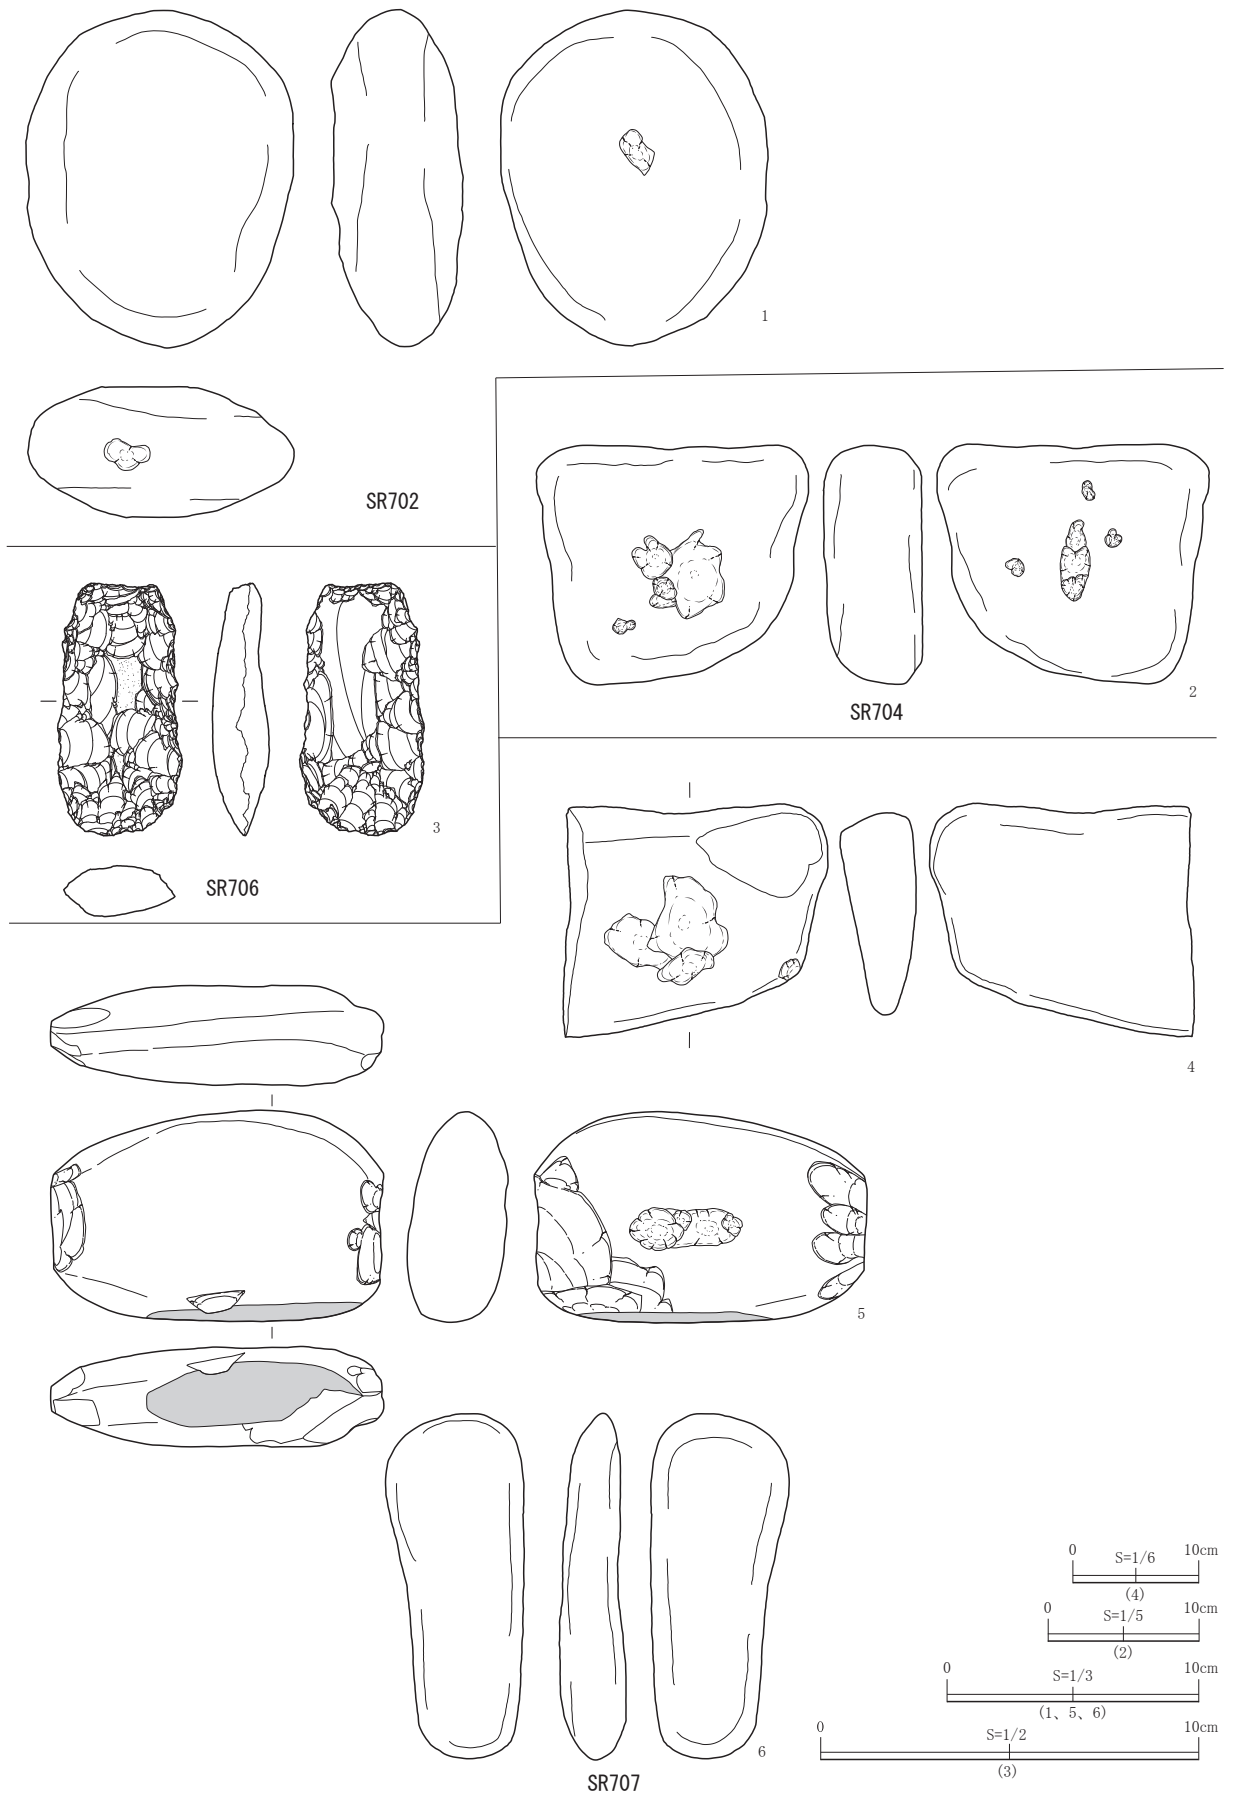 1
SR702
2
SR704
3
SR706
4
5
6
SR707
0 10cm
S=1/6
(4)
0 10cm
S=1/5
(2)
0 10cm
S=1/3
(1、5、6)
0 10cm
S=1/2
(3)